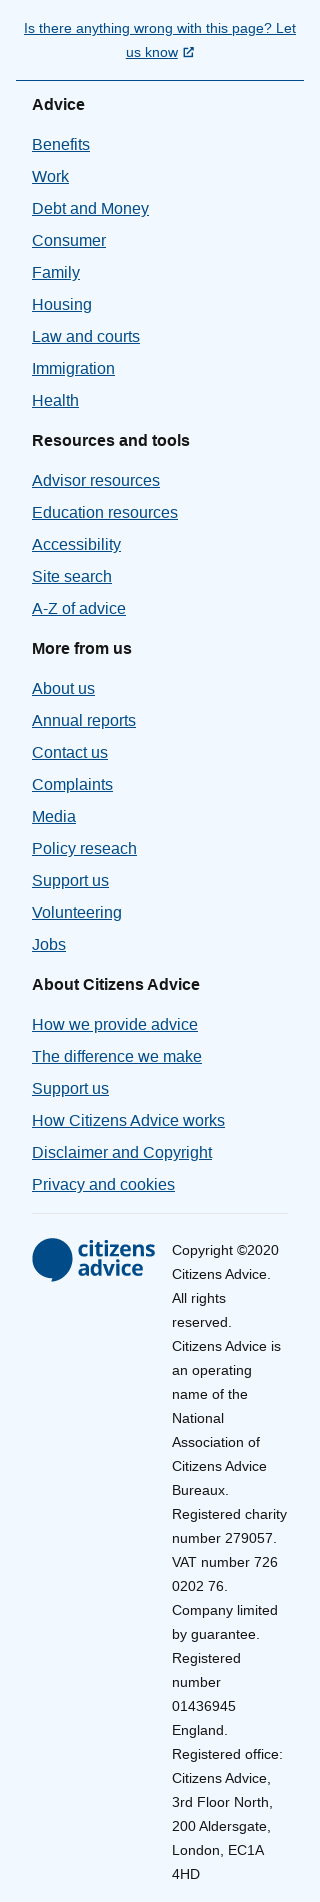 Is there anything wrong with this page? Let
us know
Advice
Benefits
Work
Debt and Money
Consumer
Family
Housing
Law and courts
Immigration
Health
Resources and tools
Advisor resources
Education resources
Accessibility
Site search
A-Z of advice
More from us
About us
Annual reports
Contact us
Complaints
Media
Policy reseach
Support us
Volunteering
Jobs
About Citizens Advice
How we provide advice
The difference we make
Support us
How Citizens Advice works
Disclaimer and Copyright
Privacy and cookies
citizens
advice
Copyright ©2020
Citizens Advice.
All rights
reserved.
Citizens Advice is
an operating
name of the
National
Association of
Citizens Advice
Bureaux.
Registered charity
number 279057.
VAT number 726
0202 76.
Company limited
by guarantee.
Registered
number
01436945
England.
Registered office:
Citizens Advice,
3rd Floor North,
200 Aldersgate,
London, EC1A
4HD